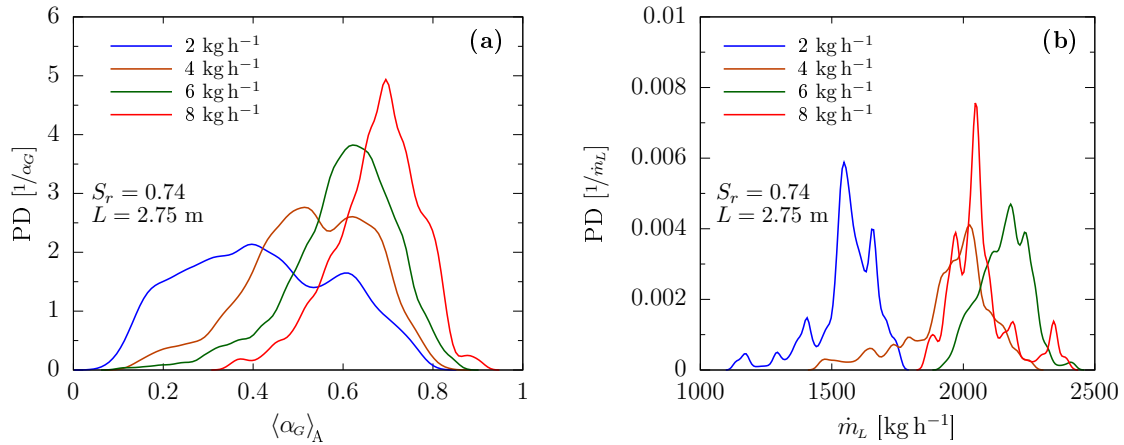 (a)
2 kg h⁻¹
4 kg h⁻¹
6 kg h⁻¹
8 kg h⁻¹
S_r = 0.74
L = 2.75 m
PD [1/α_G]
6
5
4
3
2
1
0
0 0.2 0.4 0.6 0.8 1
⟨α_G⟩_A
(b)
2 kg h⁻¹
4 kg h⁻¹
6 kg h⁻¹
8 kg h⁻¹
S_r = 0.74
L = 2.75 m
PD [1/ṁ_L]
0.01
0.008
0.006
0.004
0.002
0
1000 1500 2000 2500
ṁ_L [kg h⁻¹]